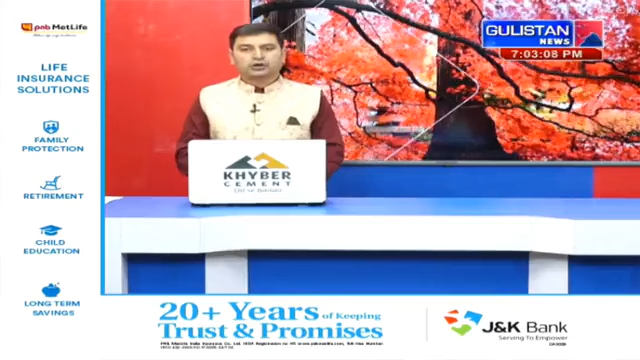 pnb MetLife
LIFE
INSURANCE
SOLUTIONS
FAMILY
PROTECTION
RETIREMENT
CHILD
EDUCATION
LONG TERM
SAVINGS
GULISTAN
NEWS
7:03:08 PM
KHYBER
CEMENT
20+ Years of Keeping
Trust & Promises
J&K Bank
Serving To Empower